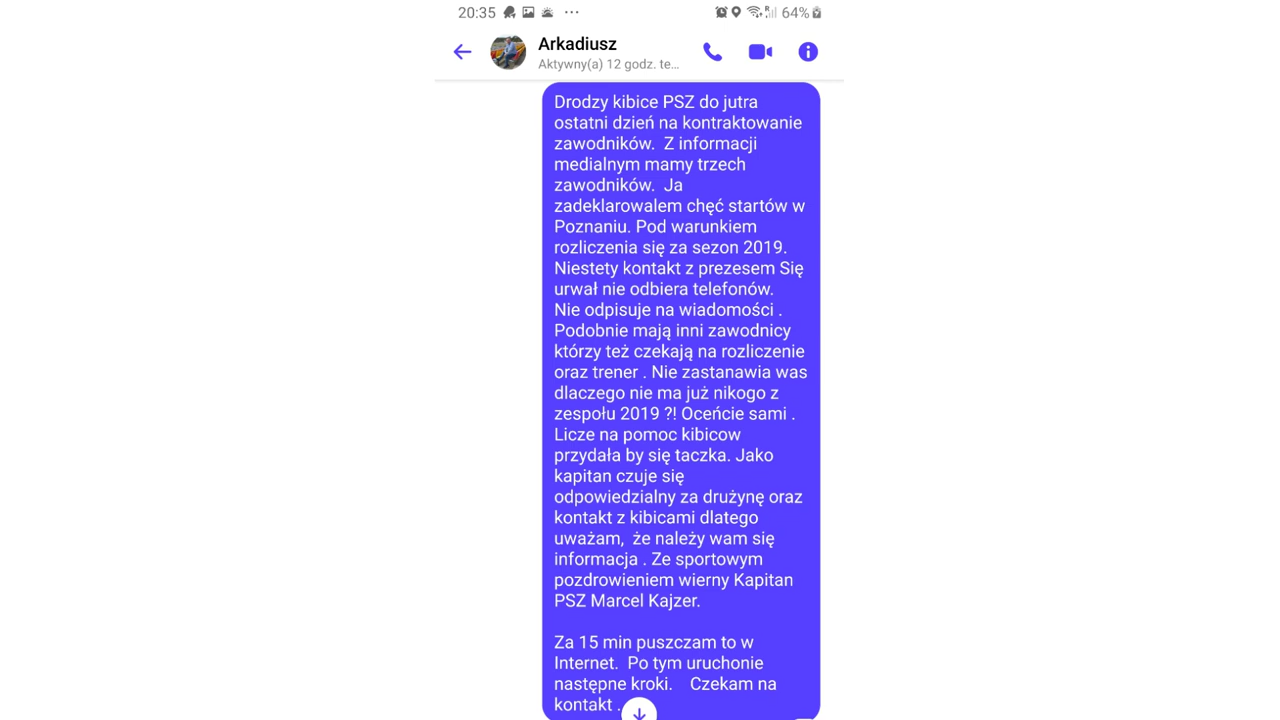 20:35 64%
Arkadiusz
Aktywny(a) 12 godz. te...
Drodzy kibice PSZ do jutra
ostatni dzień na kontraktowanie
zawodników.  Z informacji
medialnym mamy trzech
zawodników.  Ja
zadeklarowalem chęć startów w
Poznaniu. Pod warunkiem
rozliczenia się za sezon 2019.
Niestety kontakt z prezesem Się
urwał nie odbiera telefonów.
Nie odpisuje na wiadomości .
Podobnie mają inni zawodnicy
którzy też czekają na rozliczenie
oraz trener . Nie zastanawia was
dlaczego nie ma już nikogo z
zespołu 2019 ?! Oceńcie sami .
Licze na pomoc kibicow
przydała by się taczka. Jako
kapitan czuje się
odpowiedzialny za drużynę oraz
kontakt z kibicami dlatego
uważam,  że należy wam się
informacja . Ze sportowym
pozdrowieniem wierny Kapitan
PSZ Marcel Kajzer.
Za 15 min puszczam to w
Internet.  Po tym uruchonie
następne kroki.    Czekam na
kontakt .